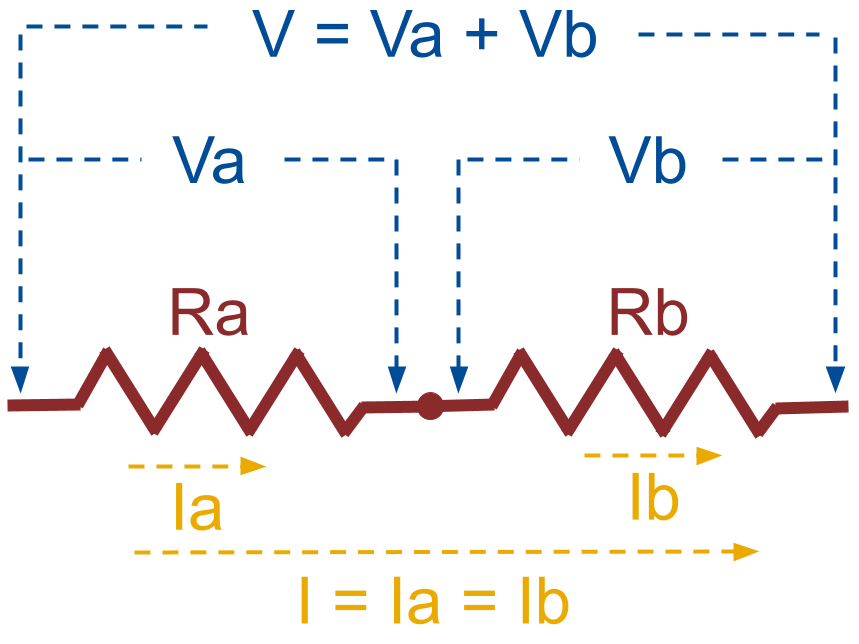 V = Va + Vb
Va
Vb
Ra
Rb
Ia
Ib
I = Ia = Ib